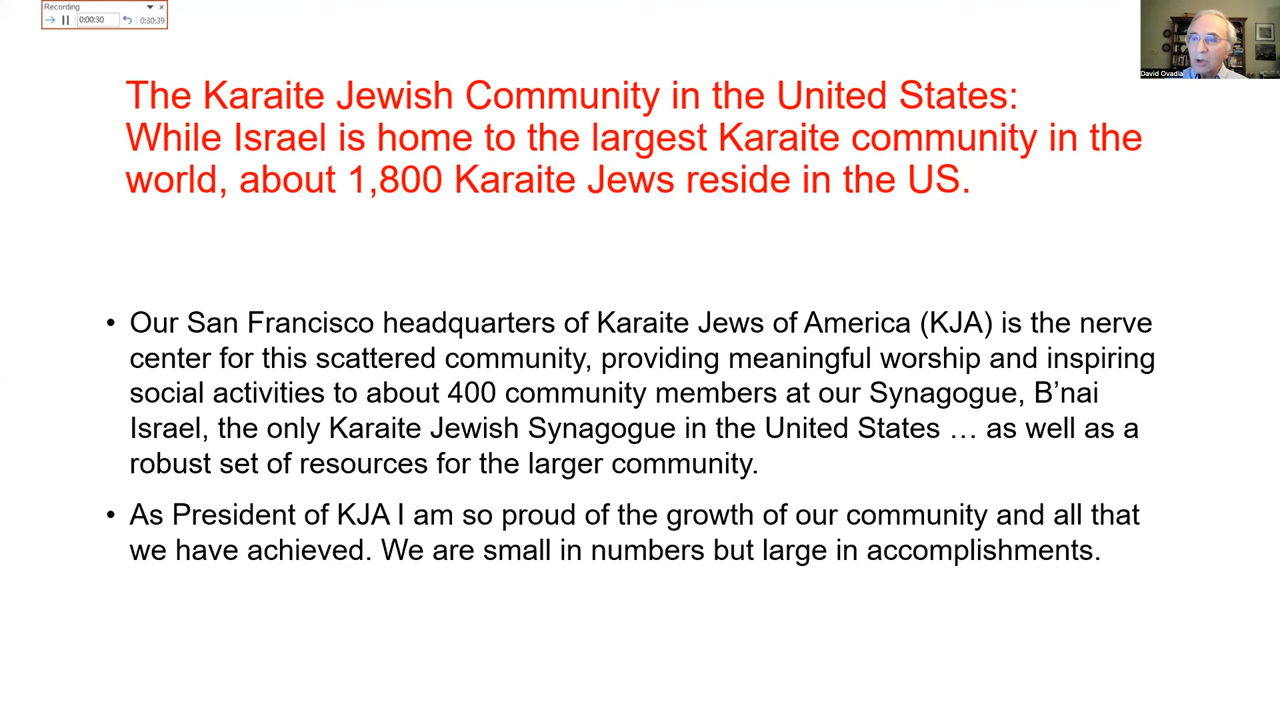 Recording
0:00:30
0:30:39
David Ovadia
The Karaite Jewish Community in the United States:
While Israel is home to the largest Karaite community in the
world, about 1,800 Karaite Jews reside in the US.
• Our San Francisco headquarters of Karaite Jews of America (KJA) is the nerve
center for this scattered community, providing meaningful worship and inspiring
social activities to about 400 community members at our Synagogue, B’nai
Israel, the only Karaite Jewish Synagogue in the United States … as well as a
robust set of resources for the larger community.
• As President of KJA I am so proud of the growth of our community and all that
we have achieved. We are small in numbers but large in accomplishments.